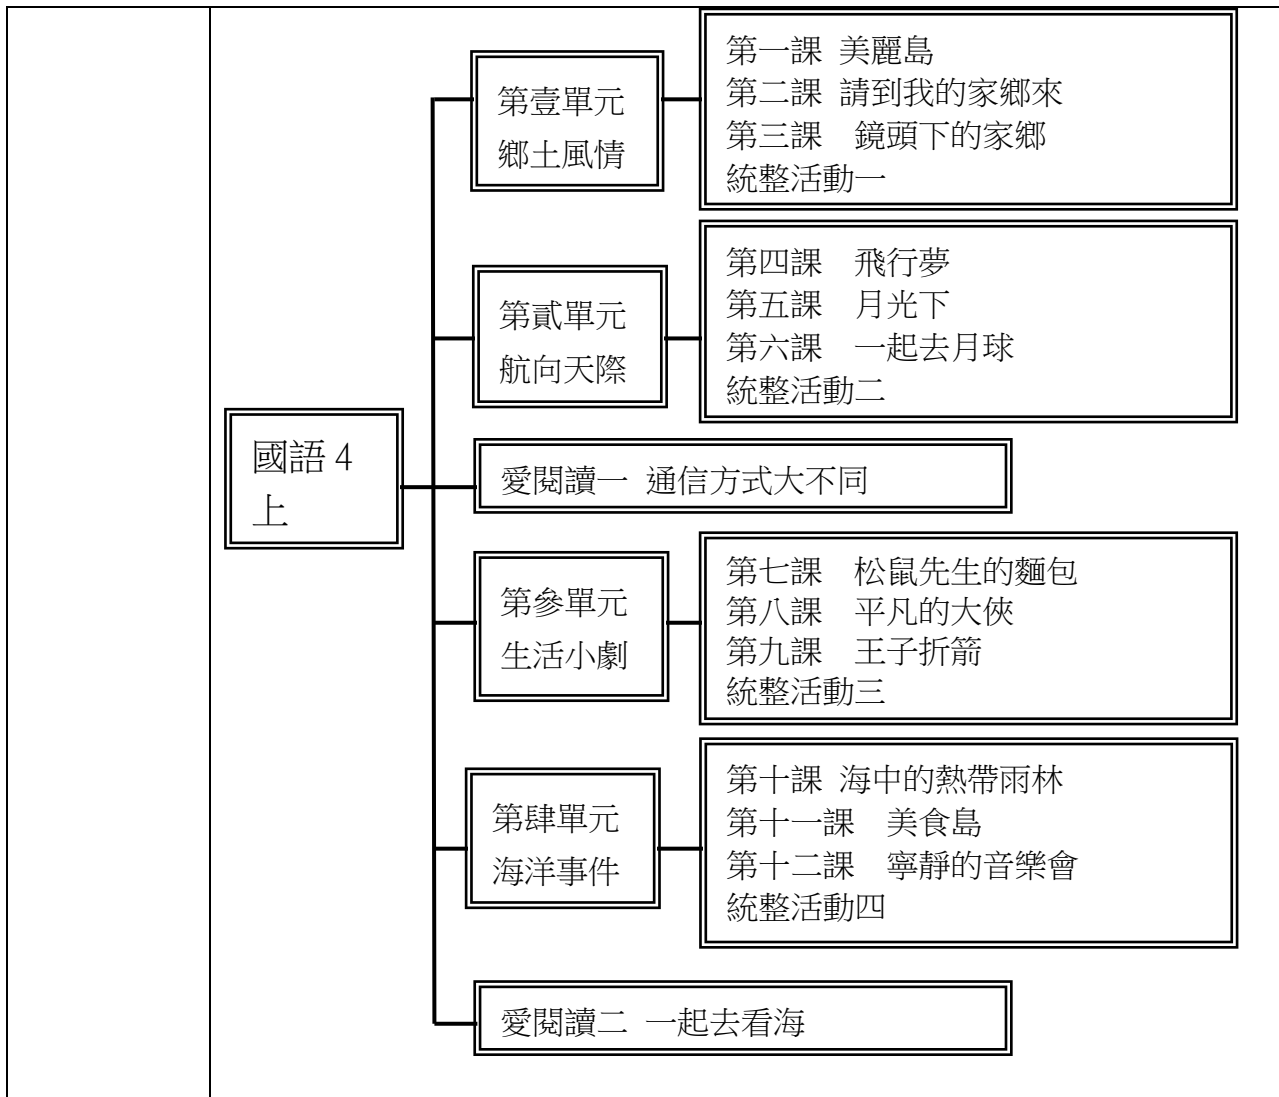 國語 4
上
第壹單元
鄉土風情
第一課 美麗島
第二課 請到我的家鄉來
第三課 鏡頭下的家鄉
統整活動一
第貳單元
航向天際
第四課 飛行夢
第五課 月光下
第六課 一起去月球
統整活動二
愛閱讀一 通信方式大不同
第參單元
生活小劇
第七課 松鼠先生的麵包
第八課 平凡的大俠
第九課 王子折箭
統整活動三
第肆單元
海洋事件
第十課 海中的熱帶雨林
第十一課 美食島
第十二課 寧靜的音樂會
統整活動四
愛閱讀二 一起去看海